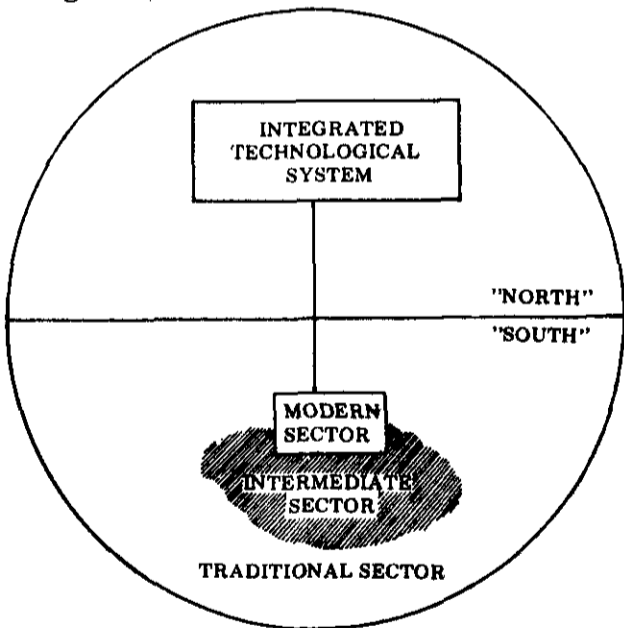 INTEGRATED
TECHNOLOGICAL
SYSTEM
"NORTH"
"SOUTH"
MODERN
SECTOR
INTERMEDIATE
SECTOR
TRADITIONAL SECTOR